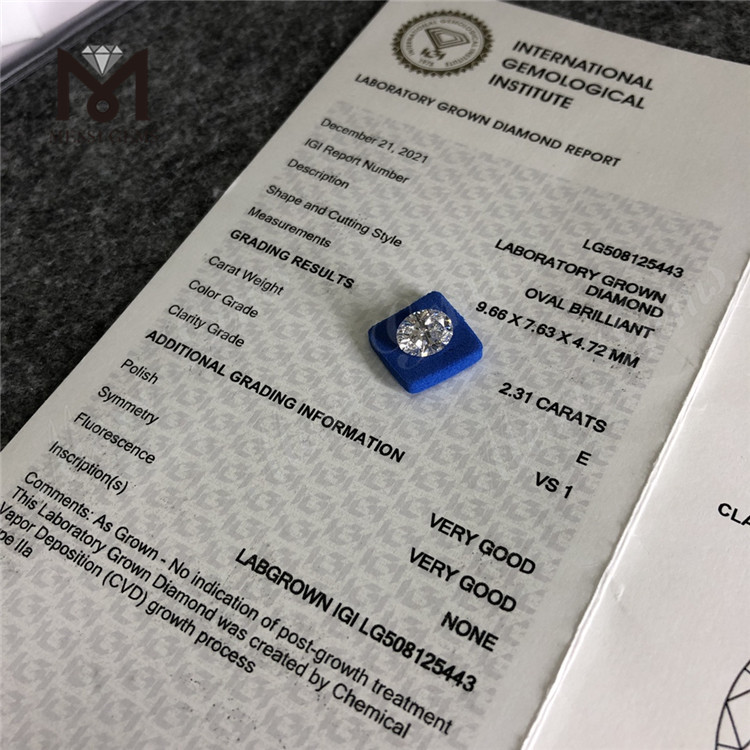 INTERNATIONAL
GEMOLOGICAL
INSTITUTE
LABORATORY GROWN DIAMOND REPORT
December 21, 2021
IGI Report Number
LG508125443
Description
LABORATORY GROWN
DIAMOND
Shape and Cutting Style
OVAL BRILLIANT
Measurements
9.66 X 7.63 X 4.72 MM
GRADING RESULTS
Carat Weight
2.31 CARATS
Color Grade
E
Clarity Grade
VS 1
ADDITIONAL GRADING INFORMATION
Polish
VERY GOOD
Symmetry
VERY GOOD
Fluorescence
NONE
Inscription(s)
LABGROWN IGI LG508125443
Comments: As Grown - No indication of post-growth treatment
This Laboratory Grown Diamond was created by Chemical
Vapor Deposition (CVD) growth process
pe IIa
CLA